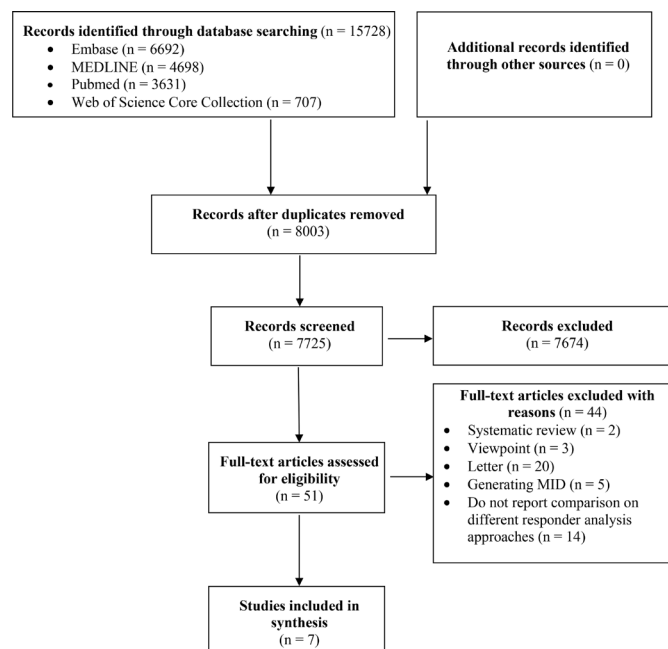 Records identified through database searching (n = 15728)
• Embase (n = 6692)
• MEDLINE (n = 4698)
• Pubmed (n = 3631)
• Web of Science Core Collection (n = 707)
Additional records identified
through other sources (n = 0)
Records after duplicates removed
(n = 8003)
Records screened
(n = 7725)
Records excluded
(n = 7674)
Full-text articles assessed
for eligibility
(n = 51)
Full-text articles excluded with
reasons (n = 44)
• Systematic review (n = 2)
• Viewpoint (n = 3)
• Letter (n = 20)
• Generating MID (n = 5)
• Do not report comparison on
different responder analysis
approaches (n = 14)
Studies included in
synthesis
(n = 7)